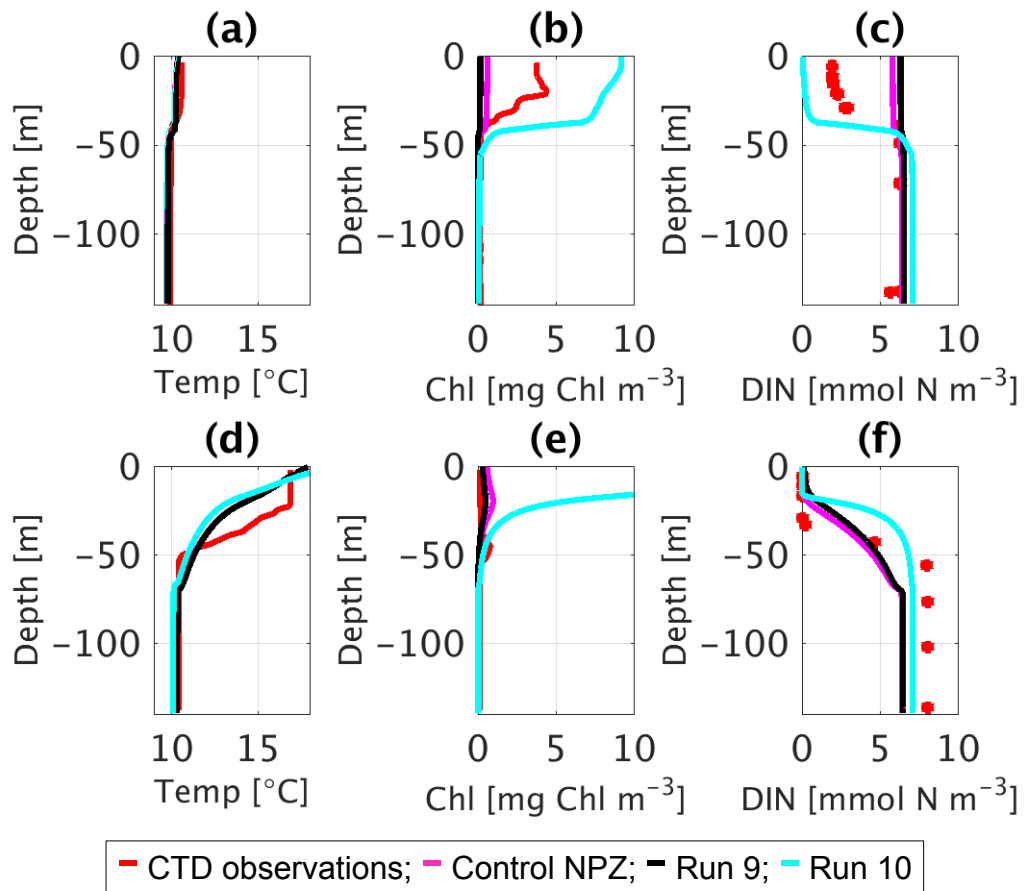 (a) (b) (c)
0 0 0
−50 −50 −50
−100 −100 −100
Depth [m] Depth [m] Depth [m]
10 15 0 5 10 0 5 10
Temp [°C] Chl [mg Chl m⁻³] DIN [mmol N m⁻³]
(d) (e) (f)
0 0 0
−50 −50 −50
−100 −100 −100
Depth [m] Depth [m] Depth [m]
10 15 0 5 10 0 5 10
Temp [°C] Chl [mg Chl m⁻³] DIN [mmol N m⁻³]
CTD observations; Control NPZ; Run 9; Run 10